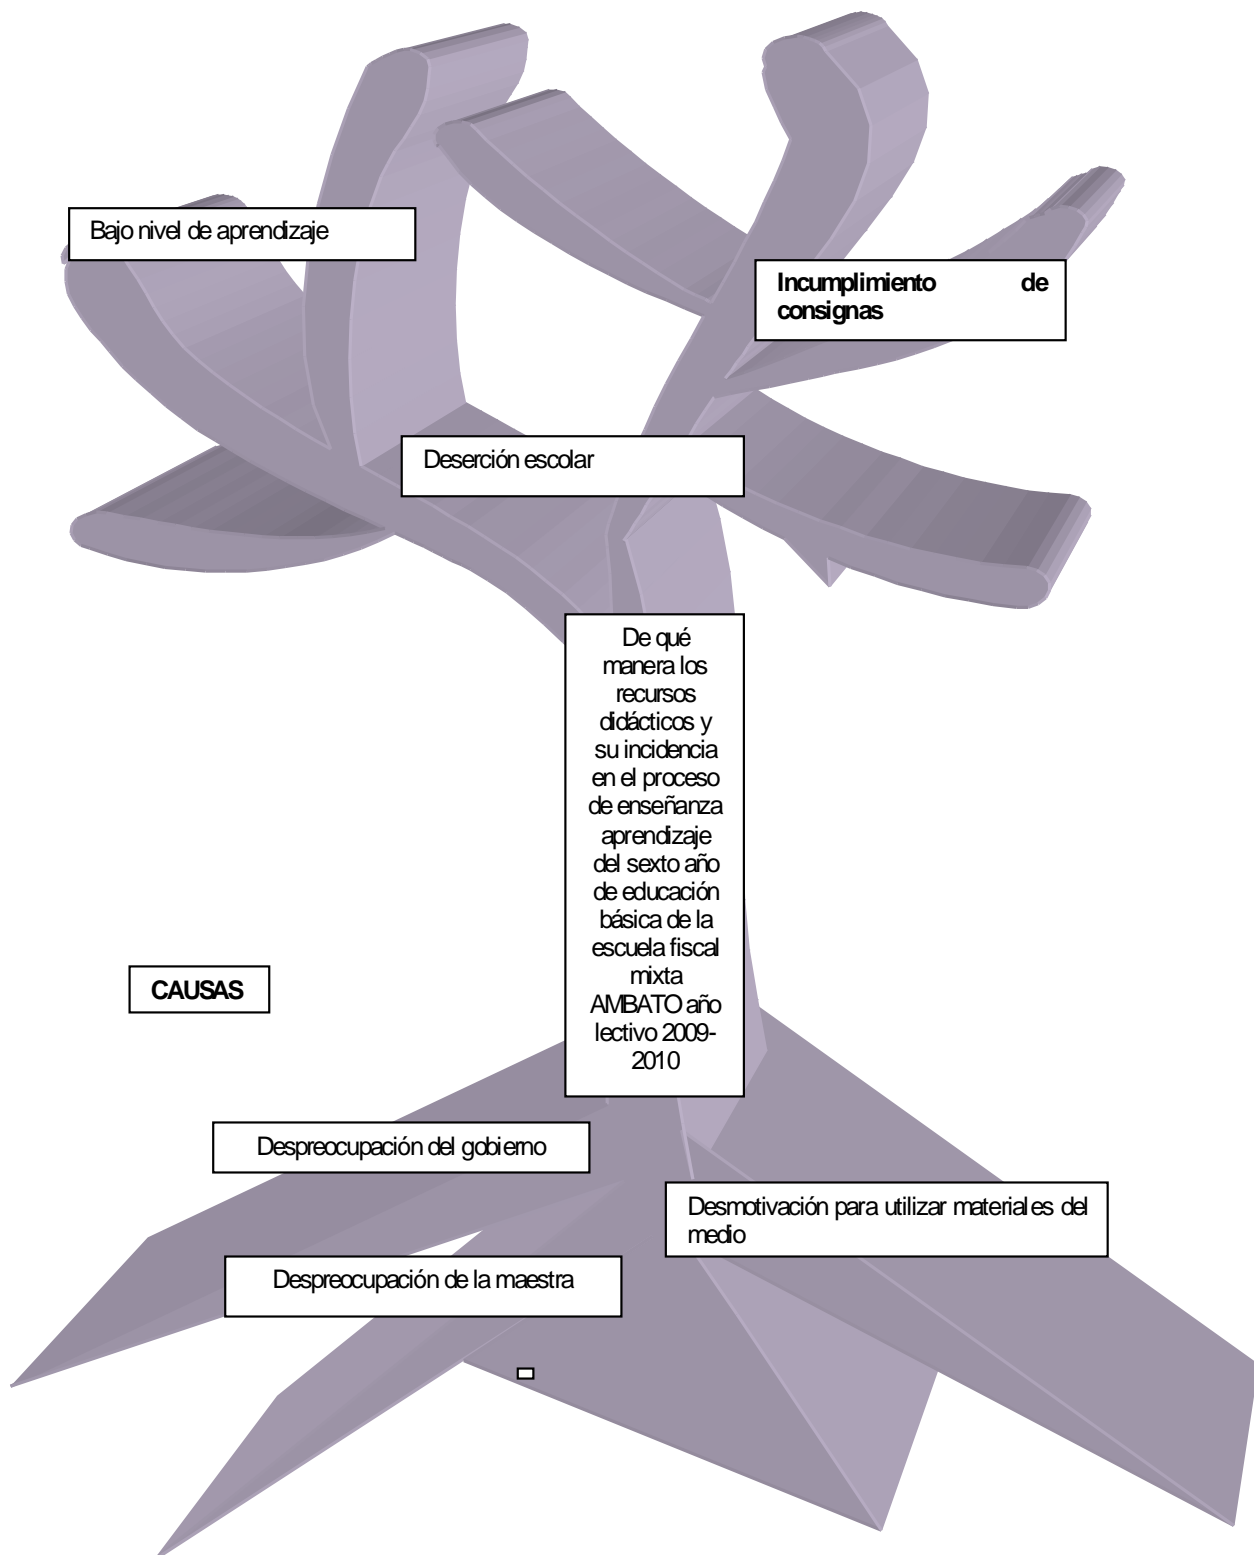 Bajo nivel de aprendizaje
Incumplimiento de
consignas
Deserción escolar
De qué
manera los
recursos
didácticos y
su incidencia
en el proceso
de enseñanza
aprendizaje
del sexto año
de educación
básica de la
escuela fiscal
mixta
AMBATO año
lectivo 2009-
2010
CAUSAS
Despreocupación del gobierno
Desmotivación para utilizar materiales del
medio
Despreocupación de la maestra